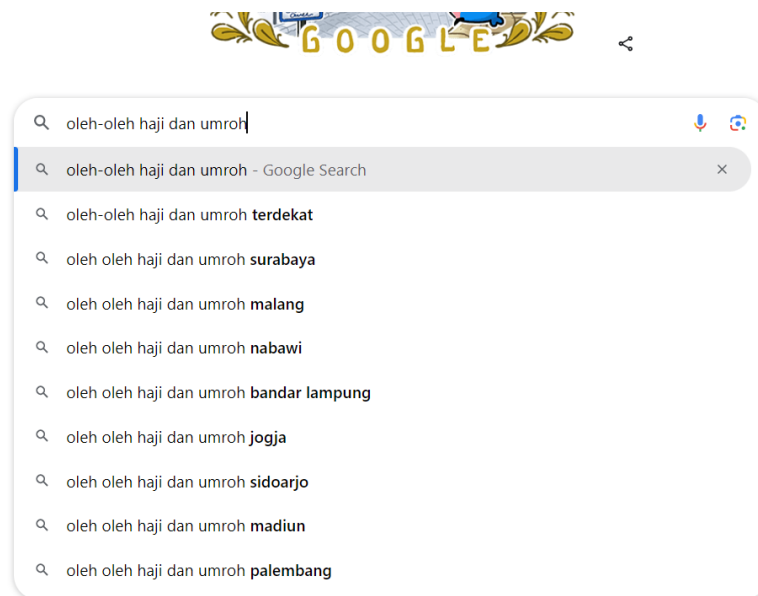 GOOGLE
oleh-oleh haji dan umroh
oleh-oleh haji dan umroh - Google Search
oleh-oleh haji dan umroh terdekat
oleh oleh haji dan umroh surabaya
oleh oleh haji dan umroh malang
oleh oleh haji dan umroh nabawi
oleh oleh haji dan umroh bandar lampung
oleh oleh haji dan umroh jogja
oleh oleh haji dan umroh sidoarjo
oleh oleh haji dan umroh madiun
oleh oleh haji dan umroh palembang